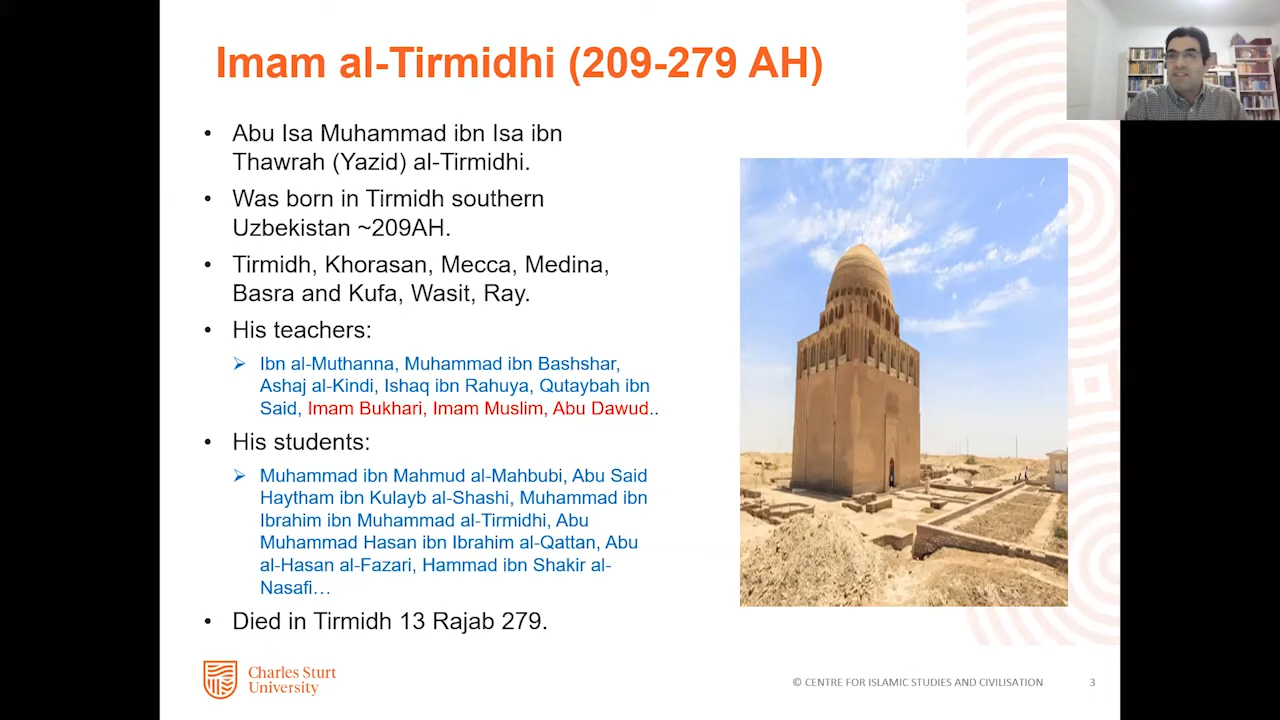 Imam al-Tirmidhi (209-279 AH)
• Abu Isa Muhammad ibn Isa ibn
Thawrah (Yazid) al-Tirmidhi.
• Was born in Tirmidh southern
Uzbekistan ~209AH.
• Tirmidh, Khorasan, Mecca, Medina,
Basra and Kufa, Wasit, Ray.
• His teachers:
➢ Ibn al-Muthanna, Muhammad ibn Bashshar,
Ashaj al-Kindi, Ishaq ibn Rahuya, Qutaybah ibn
Said, Imam Bukhari, Imam Muslim, Abu Dawud..
• His students:
➢ Muhammad ibn Mahmud al-Mahbubi, Abu Said
Haytham ibn Kulayb al-Shashi, Muhammad ibn
Ibrahim ibn Muhammad al-Tirmidhi, Abu
Muhammad Hasan ibn Ibrahim al-Qattan, Abu
al-Hasan al-Fazari, Hammad ibn Shakir al-
Nasafi…
• Died in Tirmidh 13 Rajab 279.
Charles Sturt
University
© CENTRE FOR ISLAMIC STUDIES AND CIVILISATION 3